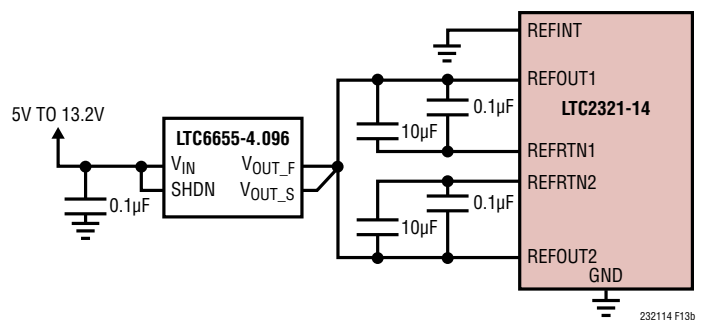 REFINT
REFOUT1
LTC2321-14
5V TO 13.2V
0.1µF
10µF
LTC6655-4.096
VIN
VOUT_F
REFRTN1
SHDN
VOUT_S
REFRTN2
0.1µF
0.1µF
10µF
REFOUT2
GND
232114 F13b